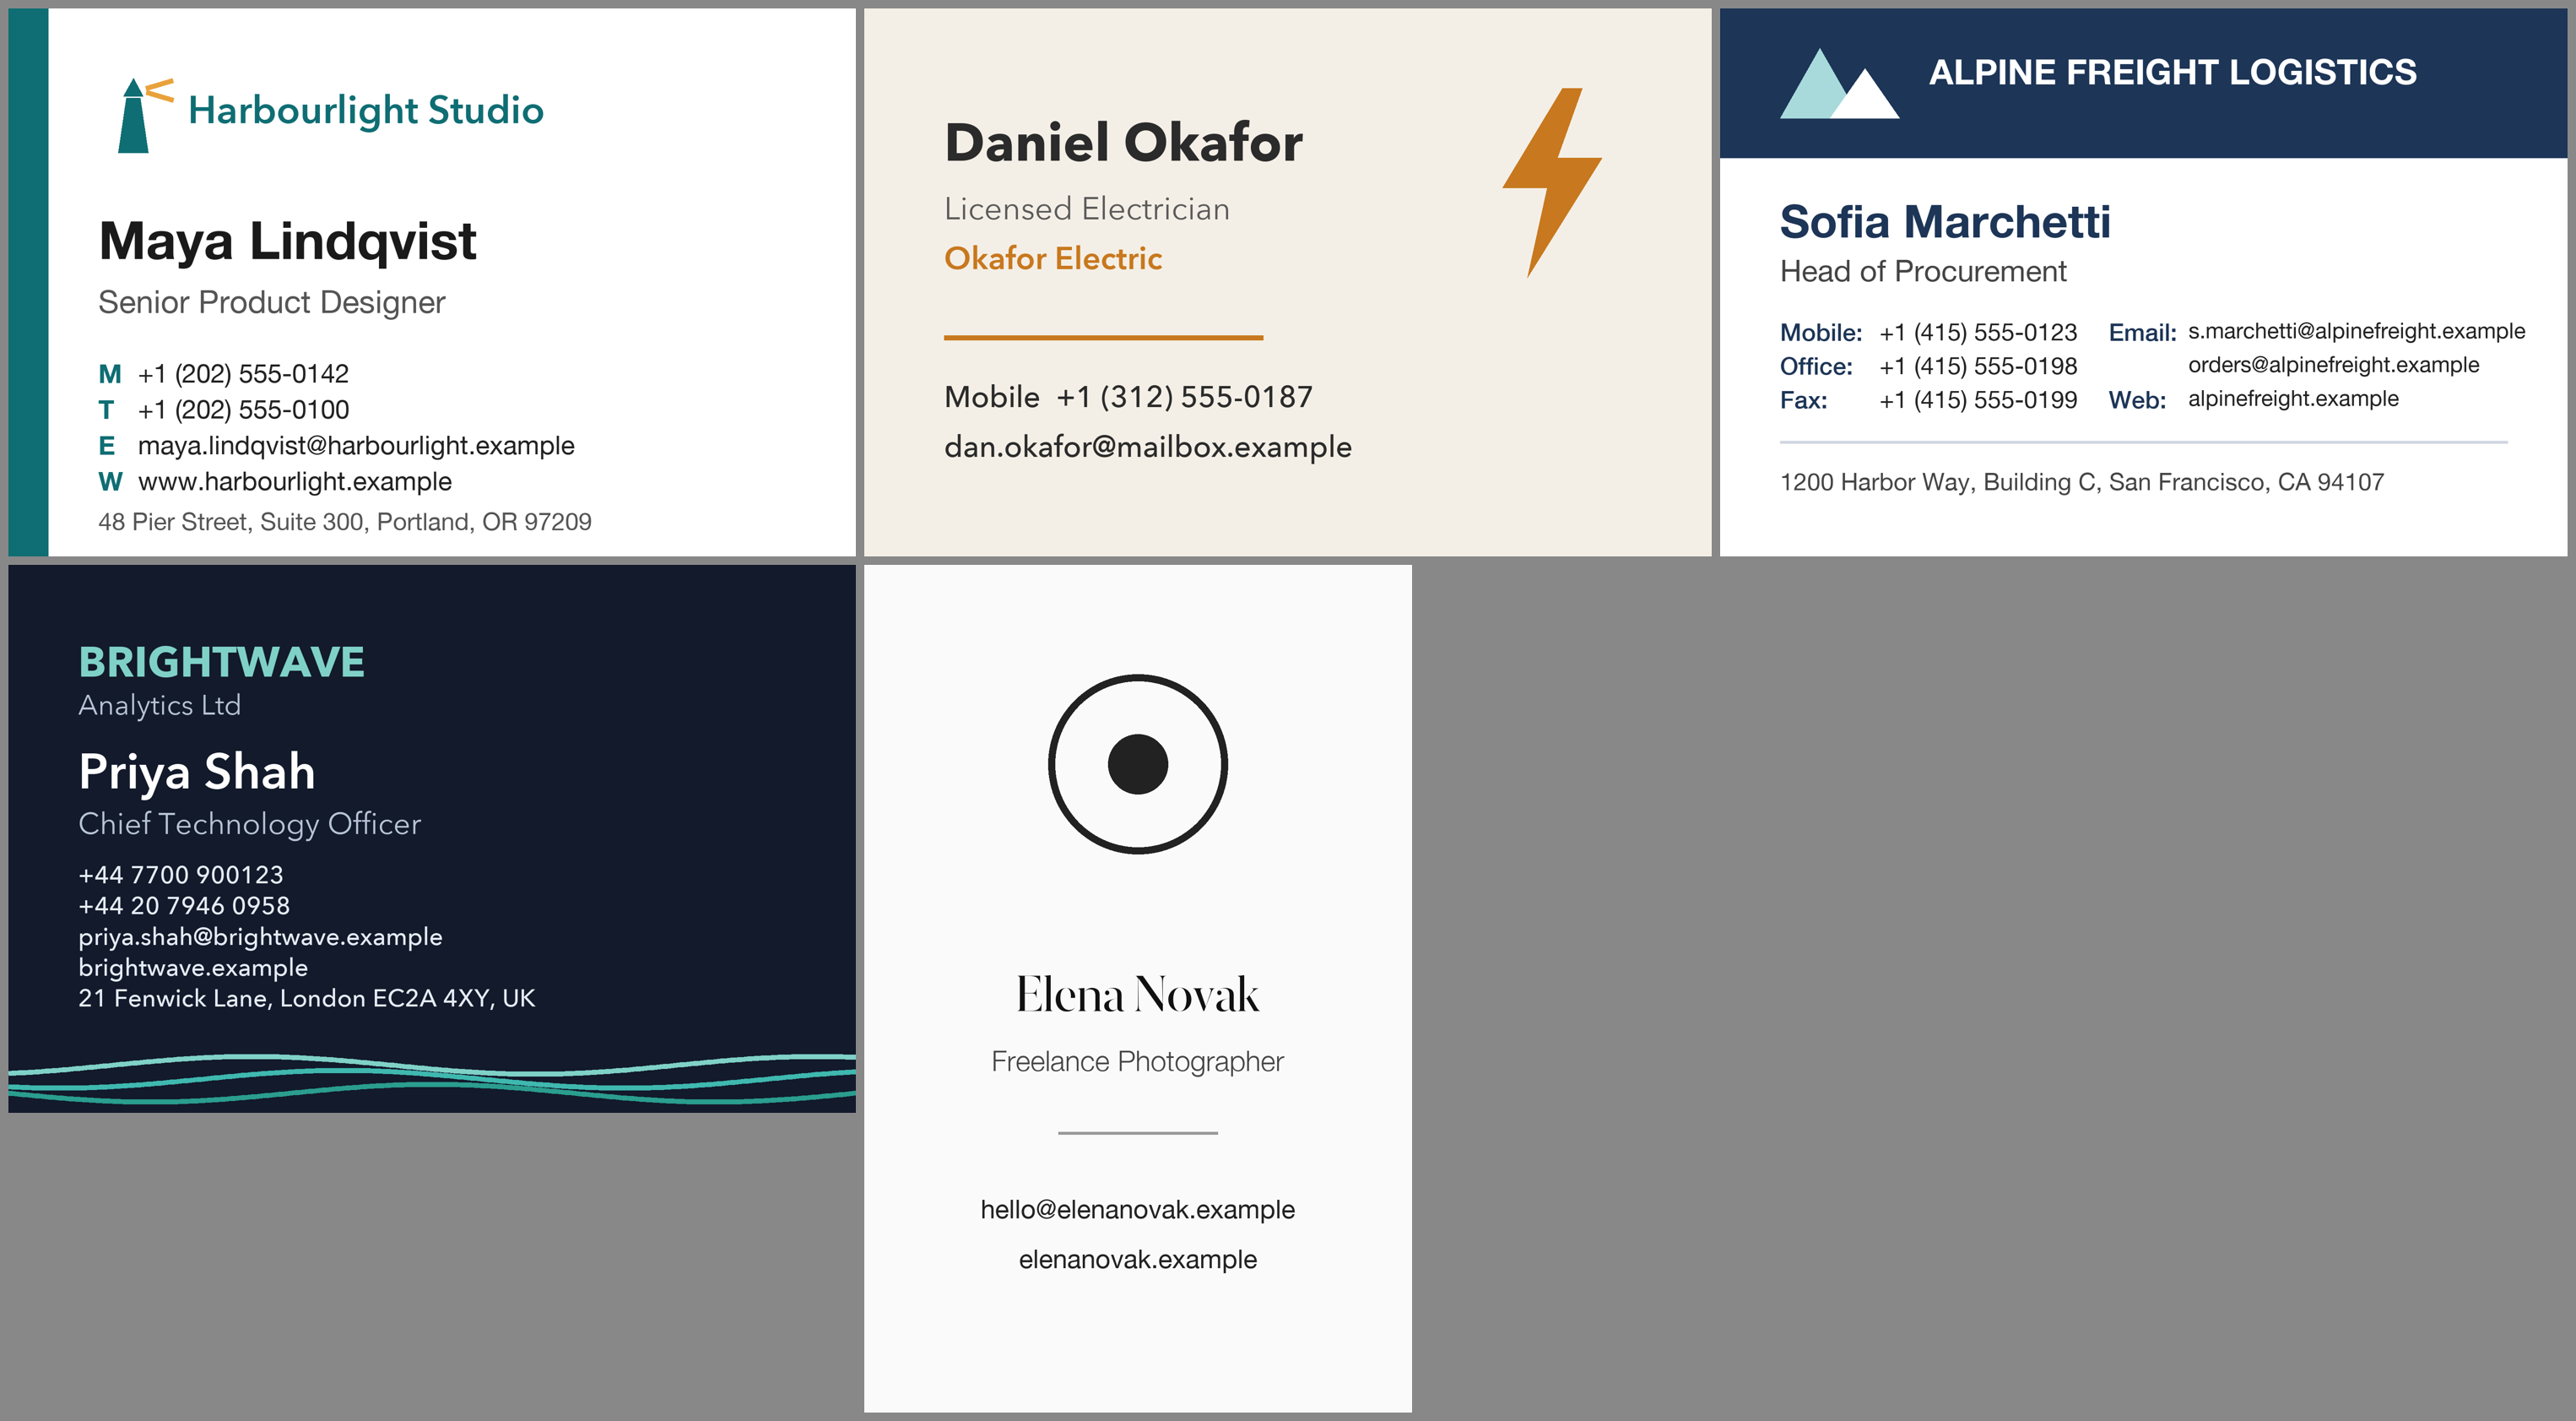 Harbourlight Studio
Maya Lindqvist
Senior Product Designer
M +1 (202) 555-0142
T +1 (202) 555-0100
E maya.lindqvist@harbourlight.example
W www.harbourlight.example
48 Pier Street, Suite 300, Portland, OR 97209
Daniel Okafor
Licensed Electrician
Okafor Electric
Mobile +1 (312) 555-0187
dan.okafor@mailbox.example
ALPINE FREIGHT LOGISTICS
Sofia Marchetti
Head of Procurement
Mobile: +1 (415) 555-0123 Email: s.marchetti@alpinefreight.example
Office: +1 (415) 555-0198 orders@alpinefreight.example
Fax: +1 (415) 555-0199 Web: alpinefreight.example
1200 Harbor Way, Building C, San Francisco, CA 94107
BRIGHTWAVE
Analytics Ltd
Priya Shah
Chief Technology Officer
+44 7700 900123
+44 20 7946 0958
priya.shah@brightwave.example
brightwave.example
21 Fenwick Lane, London EC2A 4XY, UK
Elena Novak
Freelance Photographer
hello@elenanovak.example
elenanovak.example